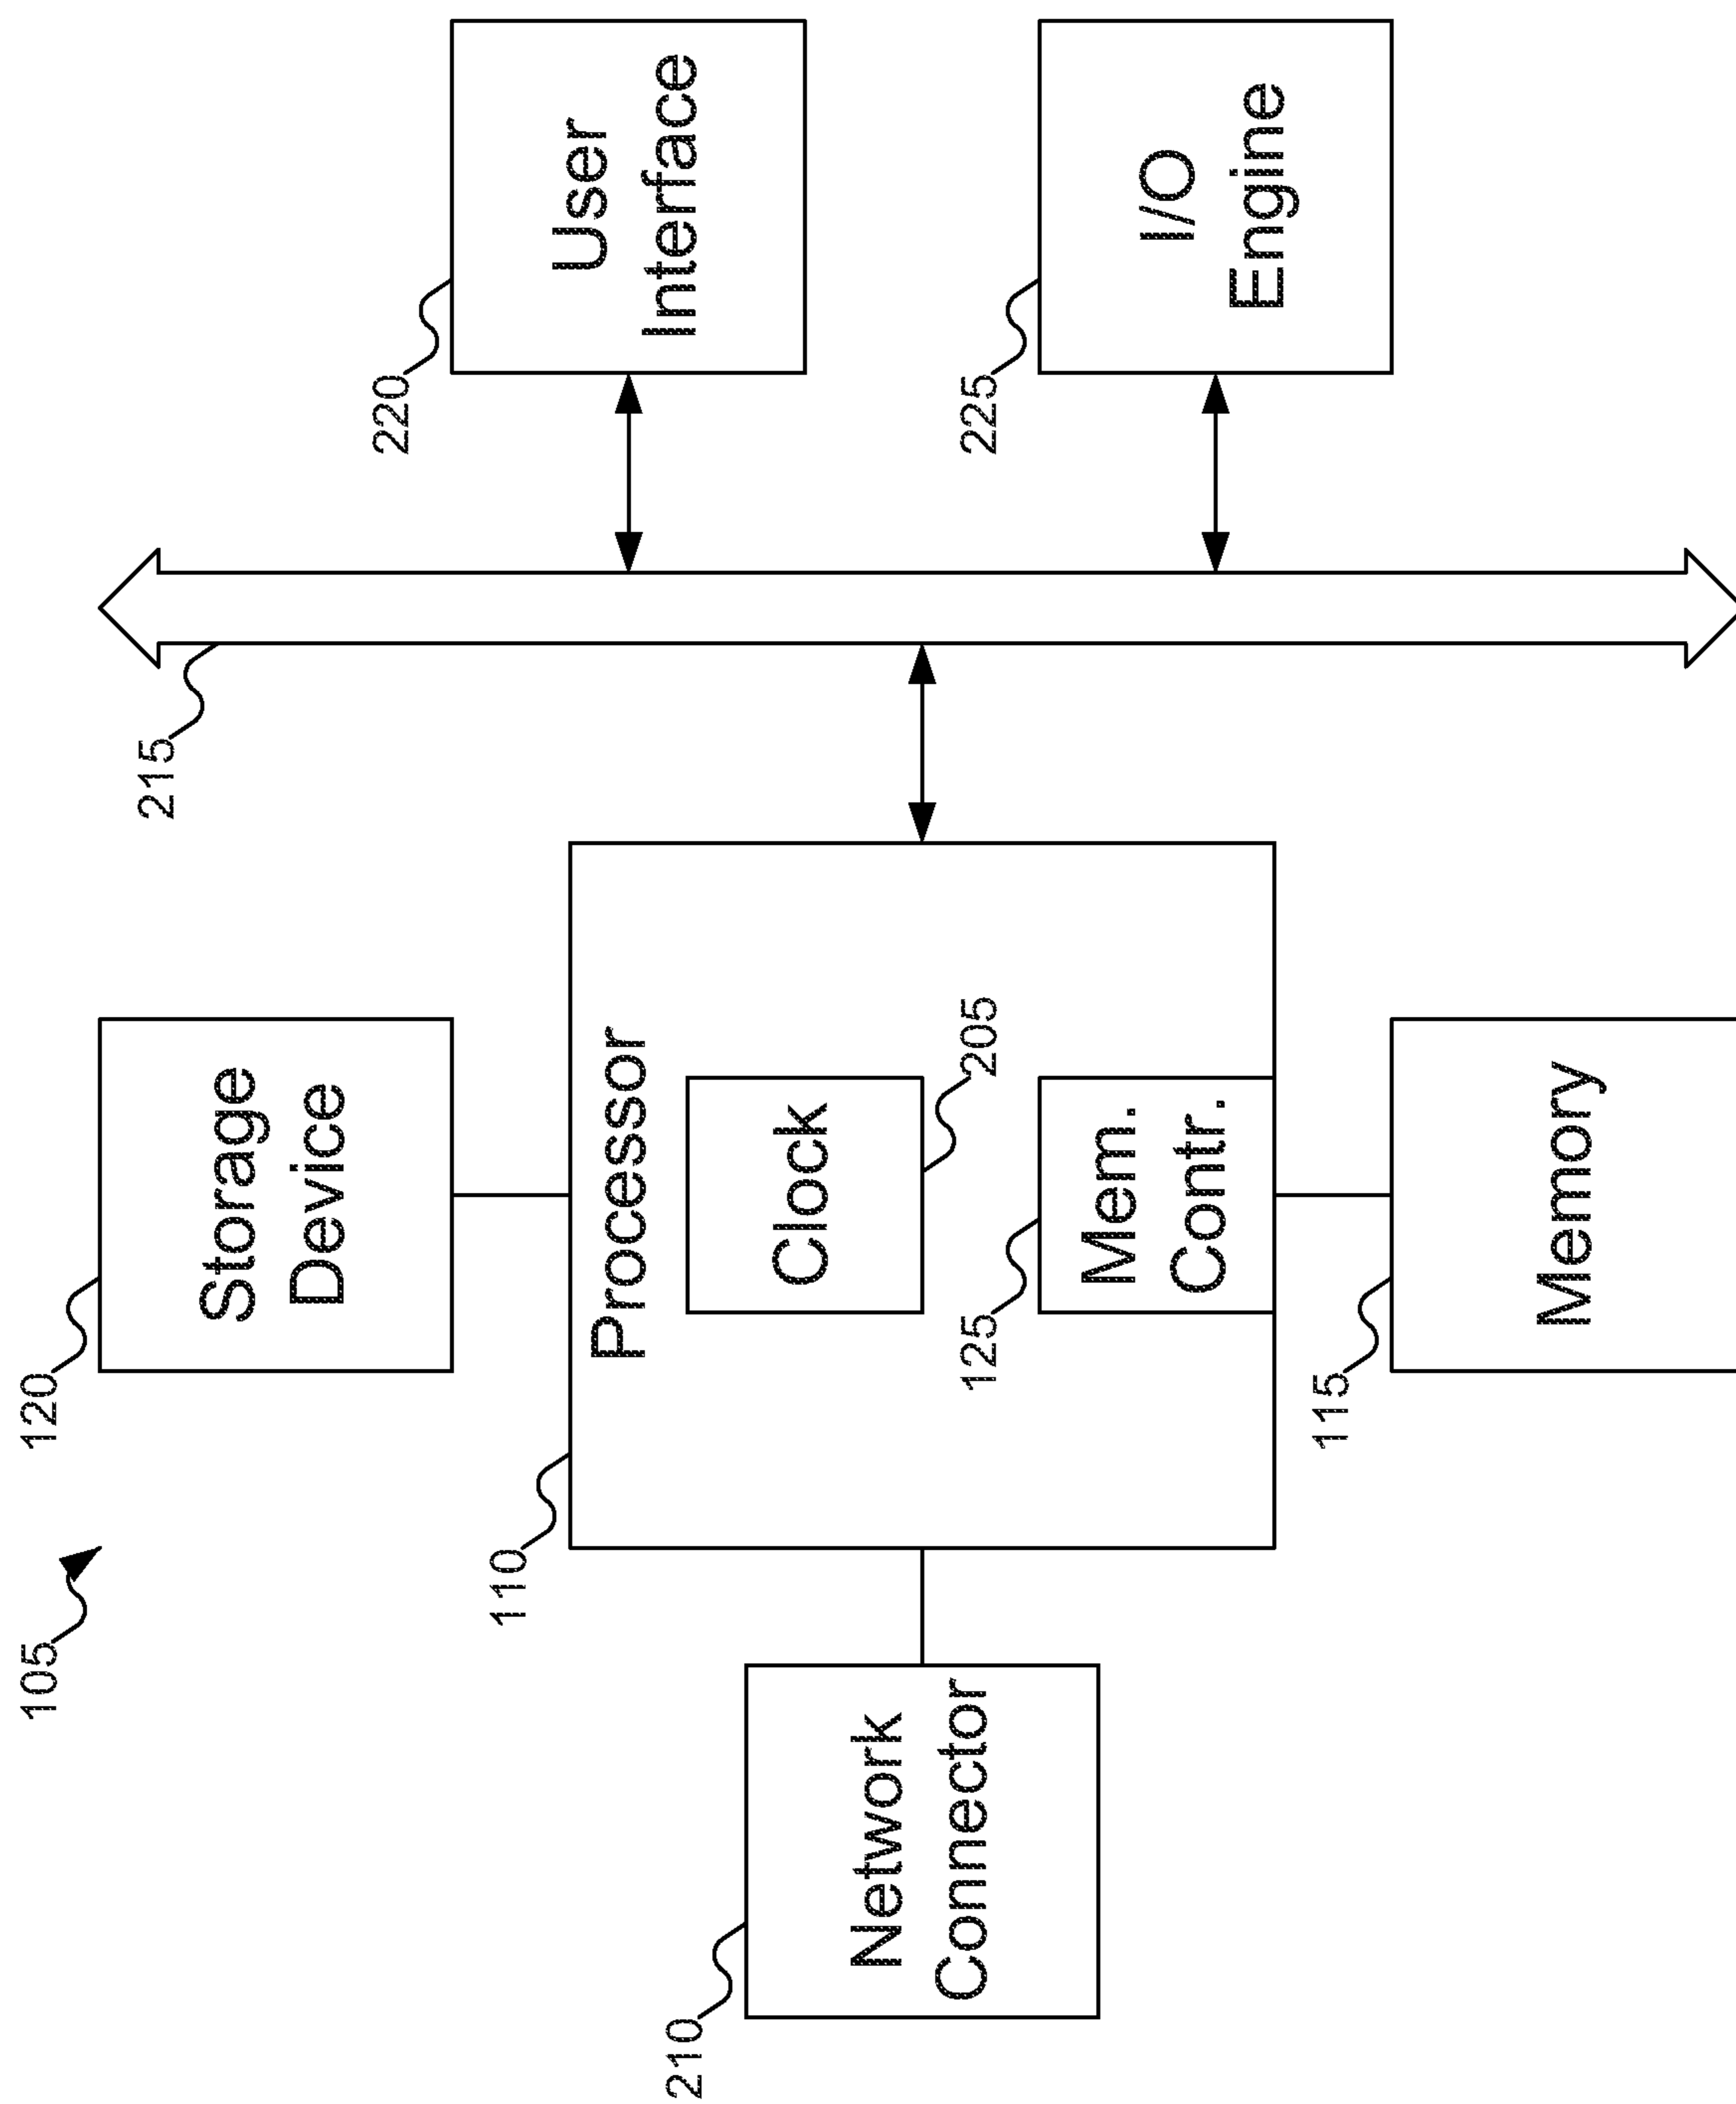 105
120
Storage
Device
215
110
Processor
Clock
205
220
User
Interface
210
Network
Connector
125
Mem.
Contr.
225
I/O
Engine
115
Memory